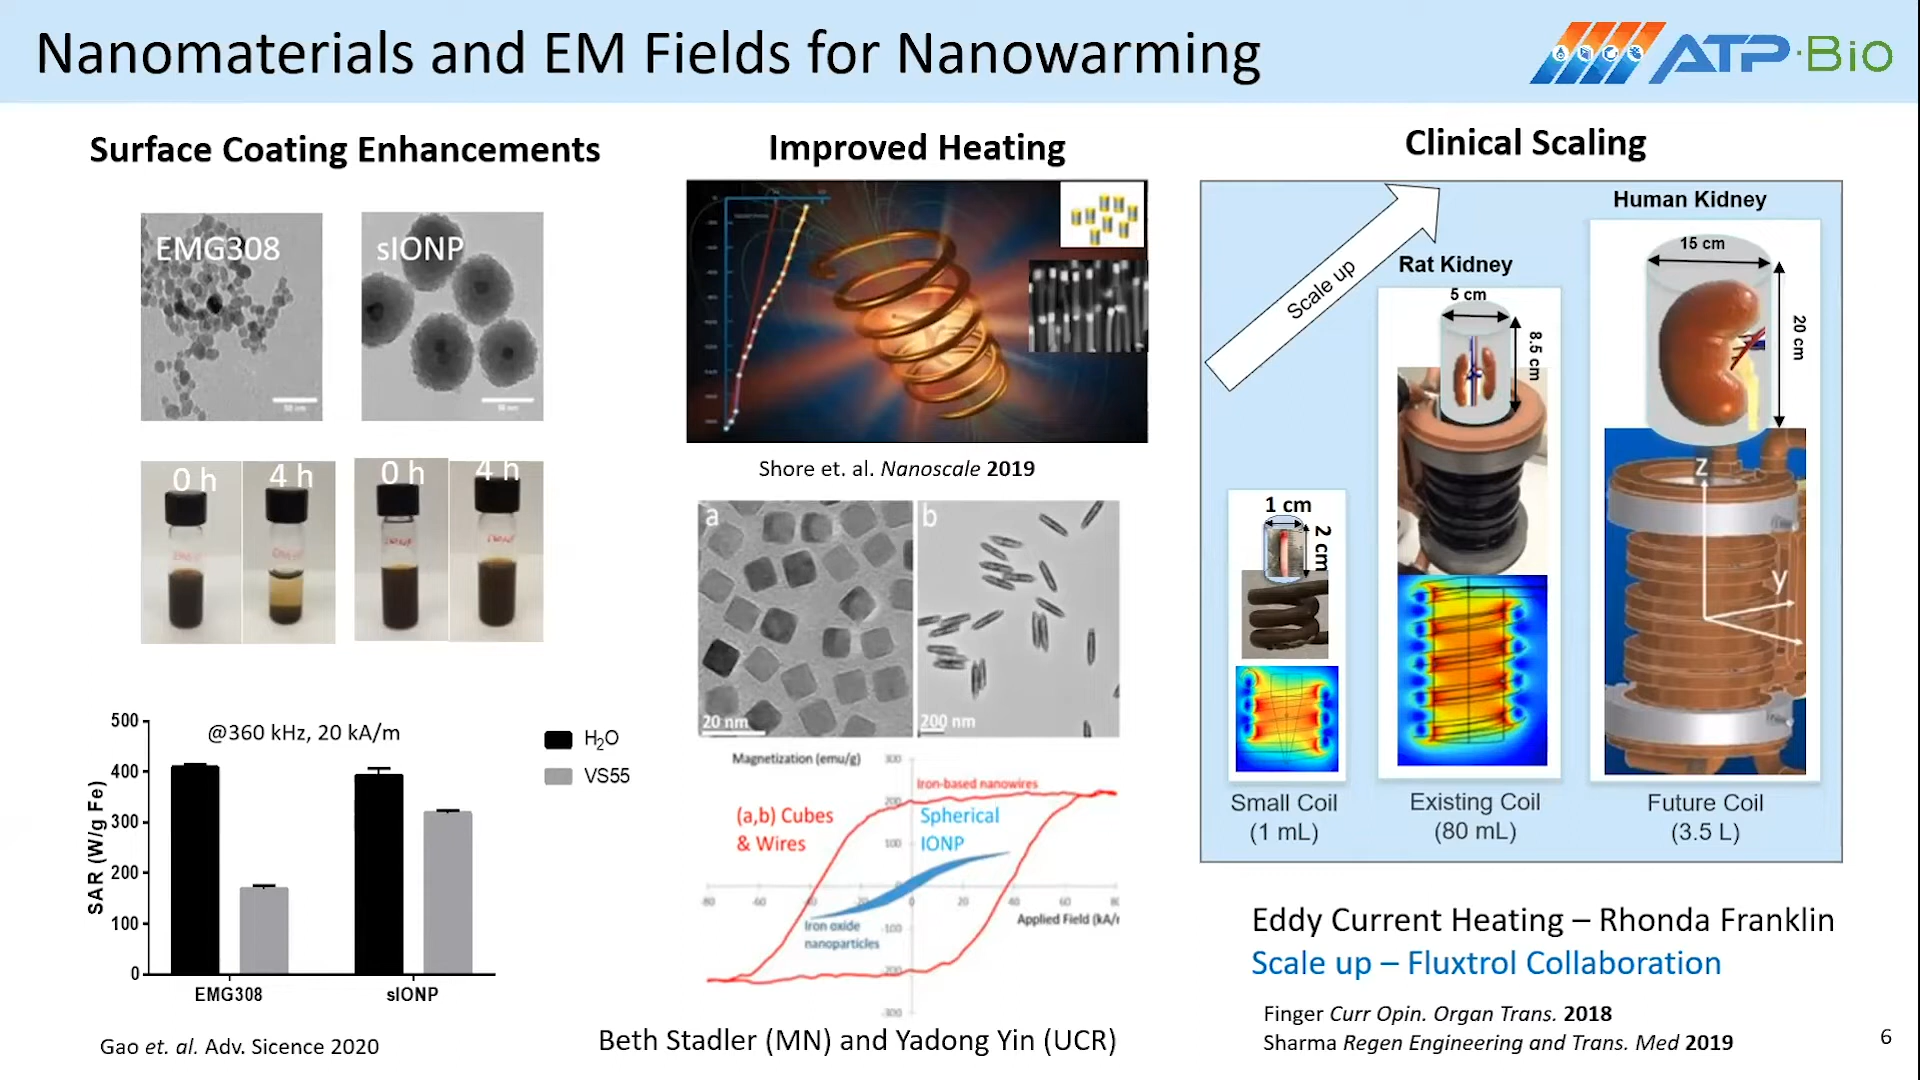 Nanomaterials and EM Fields for Nanowarming
ATP·Bio
Surface Coating Enhancements
EMG308
sIONP
0 h
4 h
0 h
4 h
500
400
300
200
100
0
SAR (W/g Fe)
@360 kHz, 20 kA/m
H₂O
VS55
EMG308
sIONP
Gao et. al. Adv. Sicence 2020
Improved Heating
Shore et. al. Nanoscale 2019
a
b
20 nm
200 nm
Magnetization (emu/g)
300
Iron-based nanowires
200
(a,b) Cubes
& Wires
Spherical
IONP
100
-80
-60
-20
0
20
40
60
Applied Field (kA/
Iron oxide
nanoparticles
-100
-200
-300
Beth Stadler (MN) and Yadong Yin (UCR)
Clinical Scaling
Scale up
Human Kidney
15 cm
20 cm
Rat Kidney
5 cm
8.5 cm
1 cm
2 cm
z
y
Small Coil
(1 mL)
Existing Coil
(80 mL)
Future Coil
(3.5 L)
Eddy Current Heating – Rhonda Franklin
Scale up – Fluxtrol Collaboration
Finger Curr Opin. Organ Trans. 2018
Sharma Regen Engineering and Trans. Med 2019
6